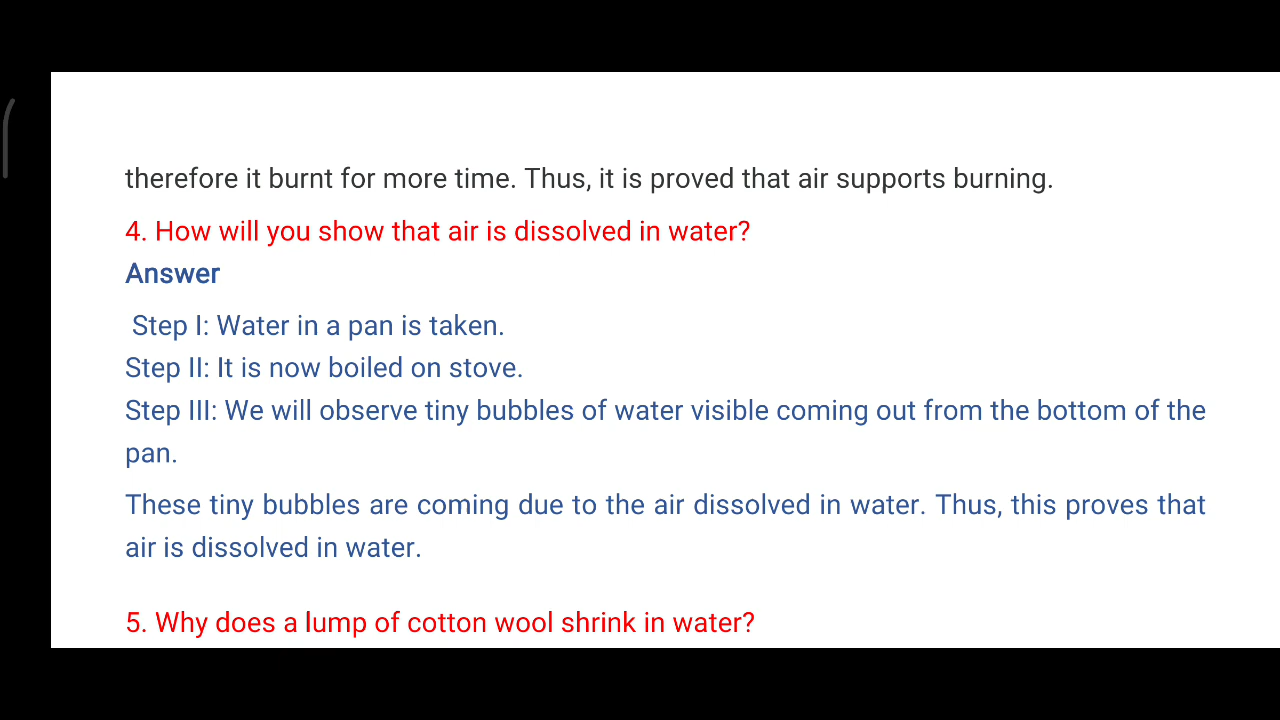 therefore it burnt for more time. Thus, it is proved that air supports burning.
4. How will you show that air is dissolved in water?
Answer
Step I: Water in a pan is taken.
Step II: It is now boiled on stove.
Step III: We will observe tiny bubbles of water visible coming out from the bottom of the
pan.
These tiny bubbles are coming due to the air dissolved in water. Thus, this proves that
air is dissolved in water.
5. Why does a lump of cotton wool shrink in water?